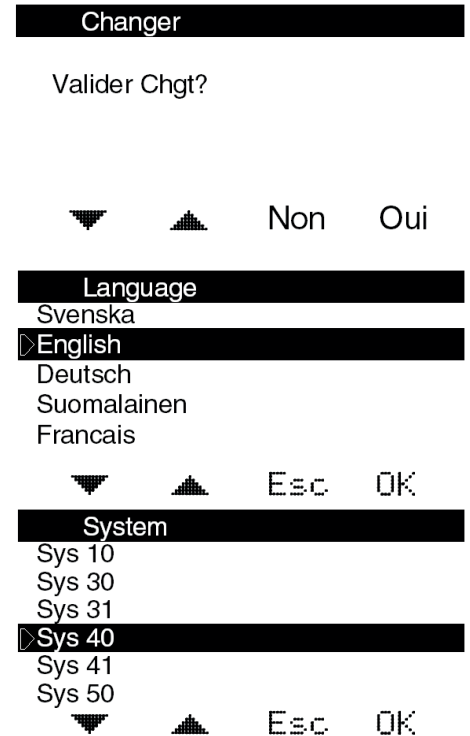 Changer
Valider Chgt?
Non Oui
Language
Svenska
English
Deutsch
Suomalainen
Francais
Esc OK
System
Sys 10
Sys 30
Sys 31
Sys 40
Sys 41
Sys 50
Esc OK